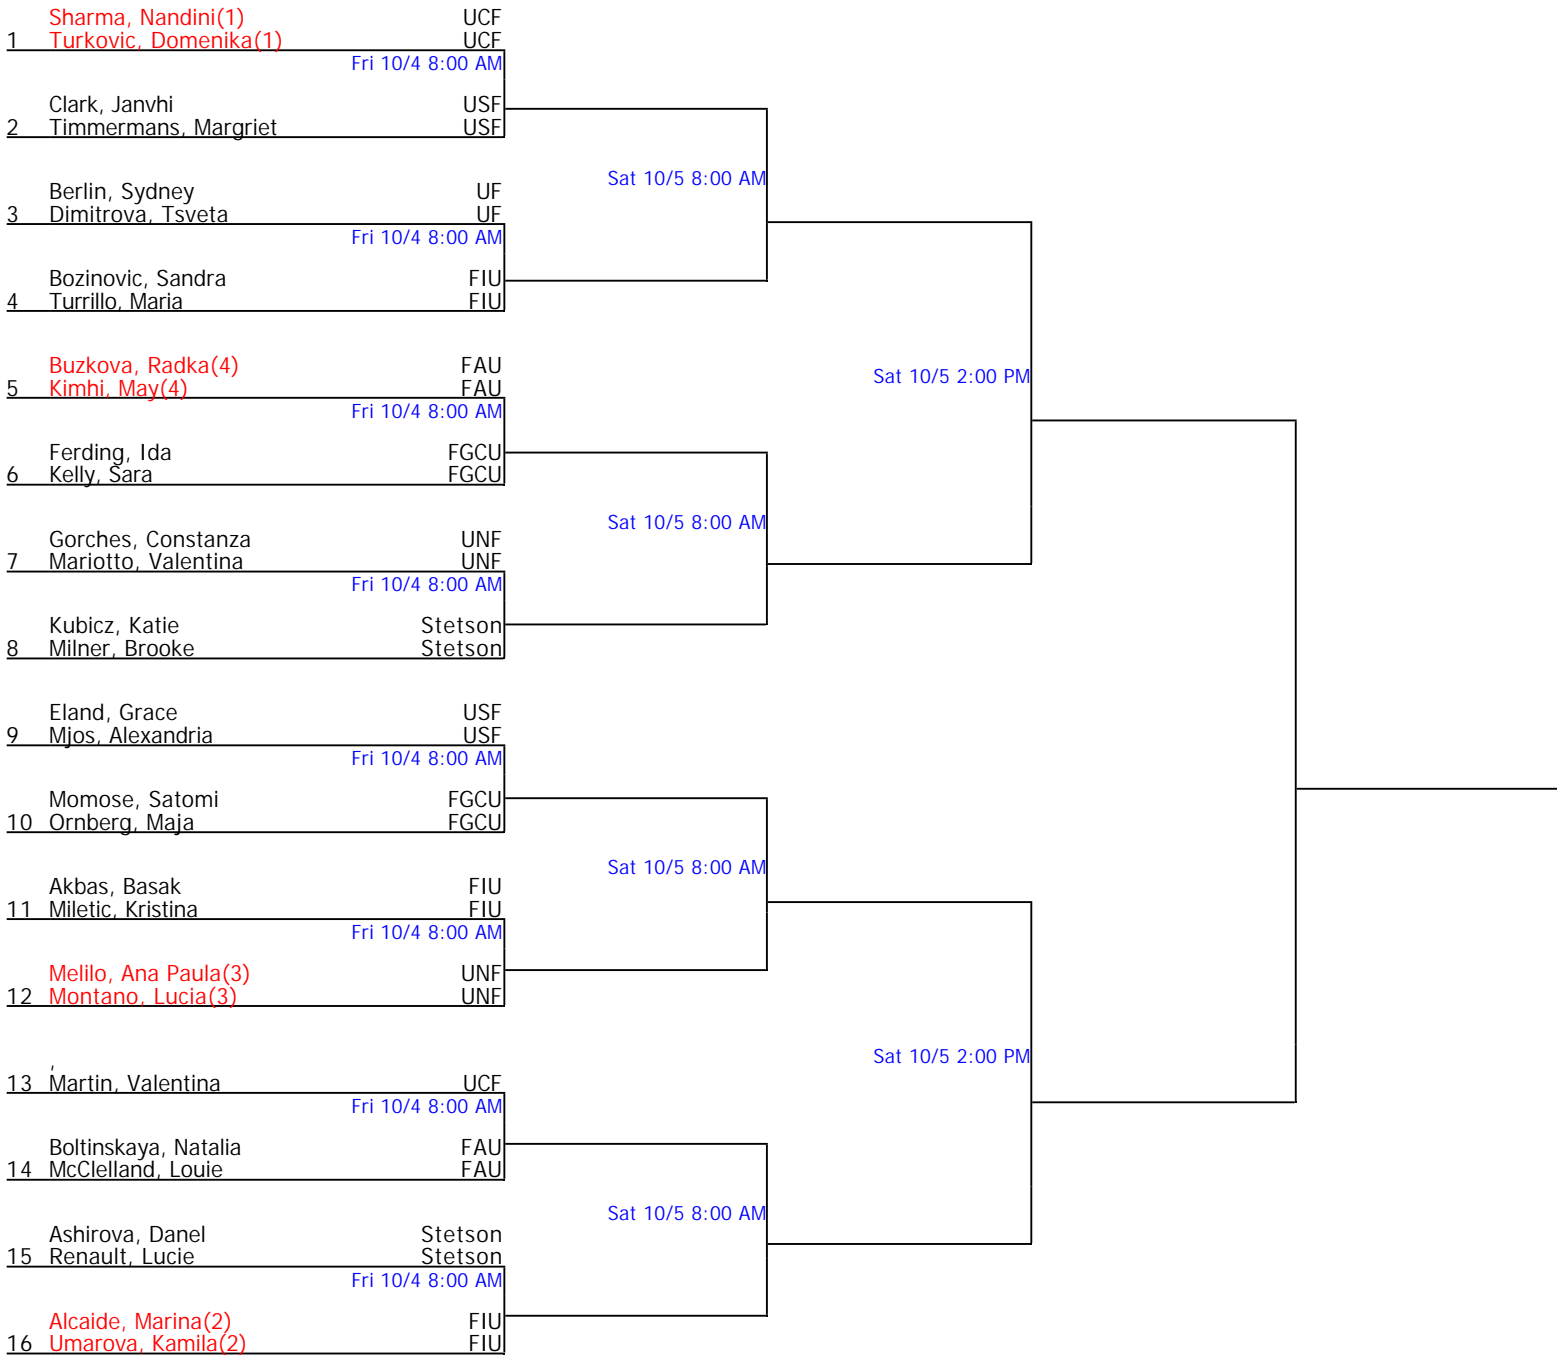 Sharma, Nandini(1) UCF
1 Turkovic, Domenika(1) UCF
Fri 10/4 8:00 AM
Clark, Janvhi USF
2 Timmermans, Margriet USF
Sat 10/5 8:00 AM
Berlin, Sydney UF
3 Dimitrova, Tsveta UF
Fri 10/4 8:00 AM
Bozinovic, Sandra FIU
4 Turrillo, Maria FIU
Buzkova, Radka(4) FAU
Sat 10/5 2:00 PM
5 Kimhi, May(4) FAU
Fri 10/4 8:00 AM
Ferding, Ida FGCU
6 Kelly, Sara FGCU
Sat 10/5 8:00 AM
Gorches, Constanza UNF
7 Mariotto, Valentina UNF
Fri 10/4 8:00 AM
Kubicz, Katie Stetson
8 Milner, Brooke Stetson
Eland, Grace USF
9 Mjos, Alexandria USF
Fri 10/4 8:00 AM
Momose, Satomi FGCU
10 Ornberg, Maja FGCU
Sat 10/5 8:00 AM
Akbas, Basak FIU
11 Miletic, Kristina FIU
Fri 10/4 8:00 AM
Melilo, Ana Paula(3) UNF
12 Montano, Lucia(3) UNF
Sat 10/5 2:00 PM
,
13 Martin, Valentina UCF
Fri 10/4 8:00 AM
Boltinskaya, Natalia FAU
14 McClelland, Louie FAU
Sat 10/5 8:00 AM
Ashirova, Danel Stetson
15 Renault, Lucie Stetson
Fri 10/4 8:00 AM
Alcaide, Marina(2) FIU
16 Umarova, Kamila(2) FIU